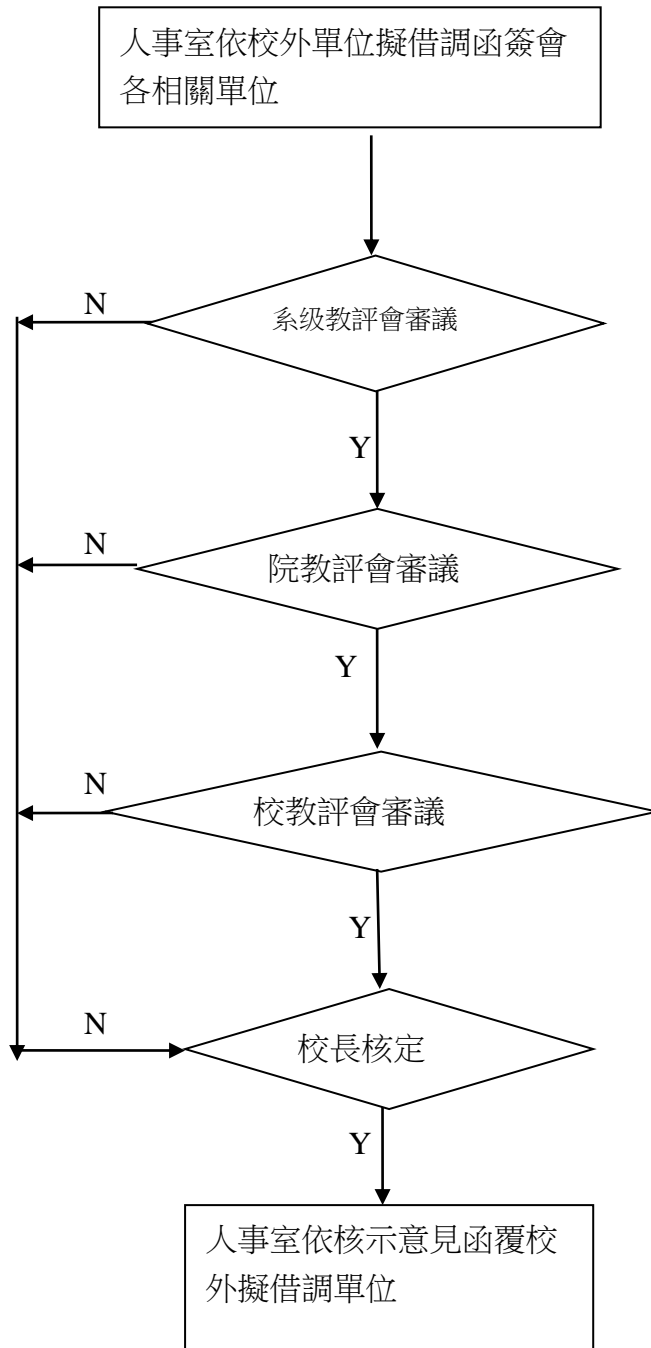 人事室依校外單位擬借調函簽會
各相關單位
N
系级教評會審議
Y
N
院教評會審議
Y
N
校教評會審議
Y
N
校長核定
Y
人事室依核示意見函覆校
外擬借調單位